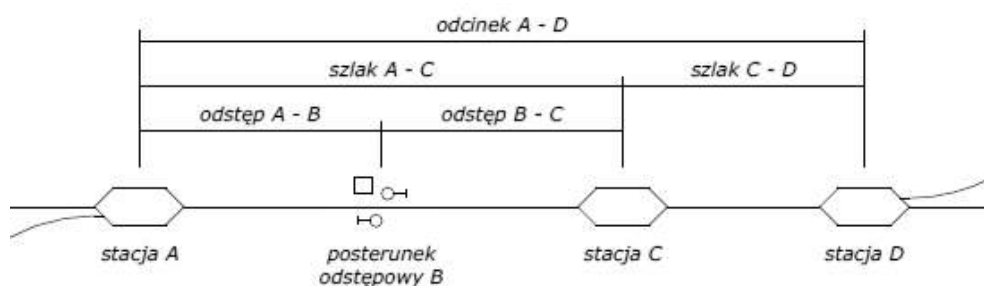 odcinek A - D
szlak A - C
szlak C - D
odstęp A - B
odstęp B - C
stacja A
posterunek
odstępowy B
stacja C
stacja D